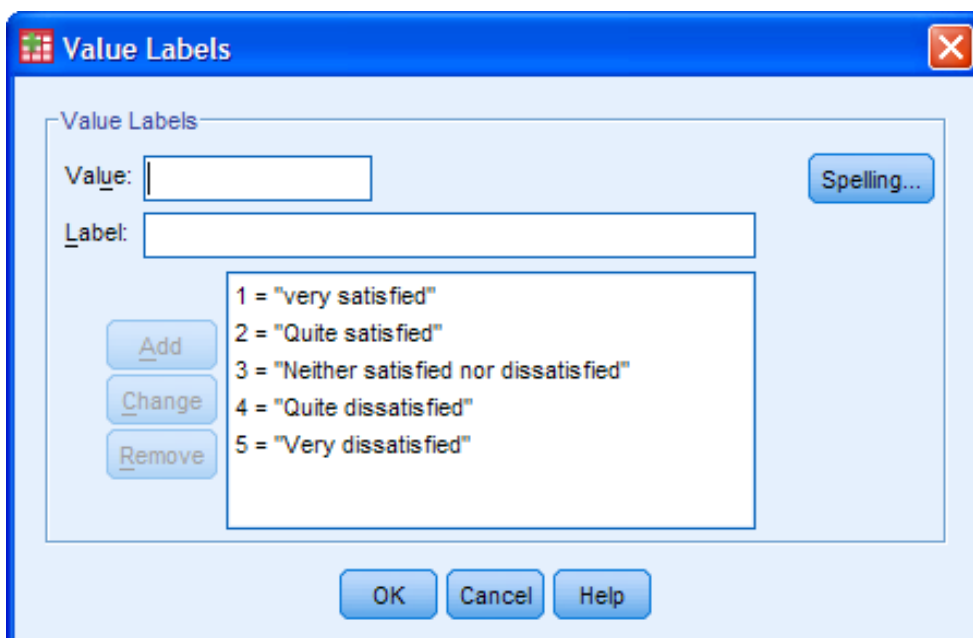 Value Labels
Value Labels
Value:
Spelling...
Label:
1 = "very satisfied"
2 = "Quite satisfied"
3 = "Neither satisfied nor dissatisfied"
4 = "Quite dissatisfied"
5 = "Very dissatisfied"
Add
Change
Remove
OK Cancel Help